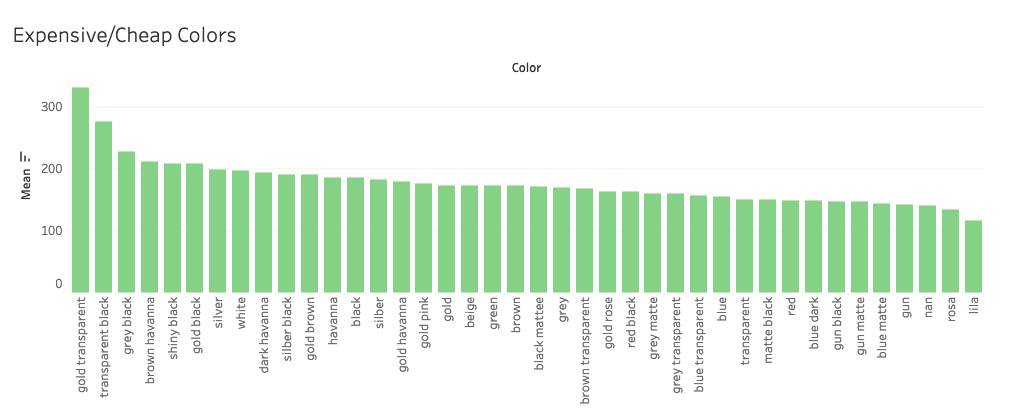 Expensive/Cheap Colors
Color
Mean
300
200
100
0
gold transparent
transparent black
grey black
brown havanna
shiny black
gold black
silver
white
dark havanna
silber black
gold brown
havanna
black
silber
gold havanna
gold pink
gold
beige
green
brown
black mattee
grey
brown transparent
gold rose
red black
grey matte
grey transparent
blue transparent
blue
transparent
matte black
red
blue dark
gun black
gun matte
blue matte
gun
nan
rosa
lila